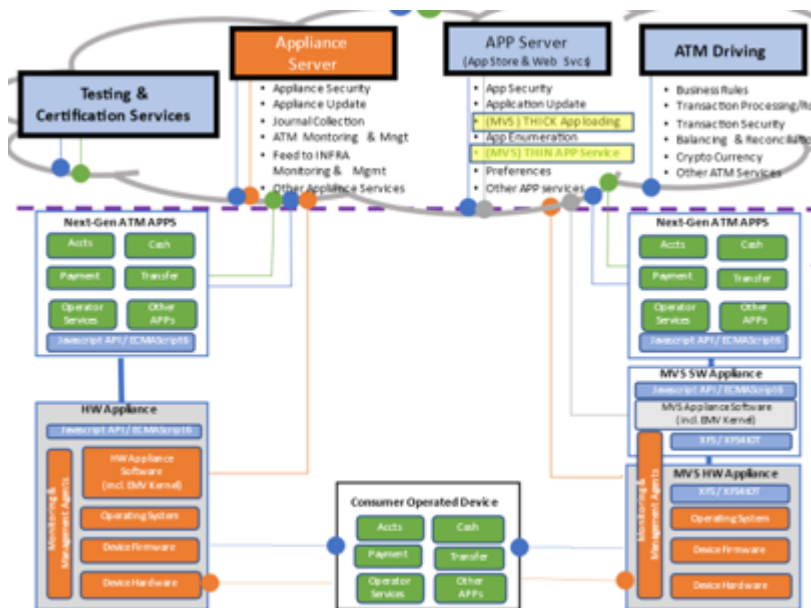 Testing &
Certification Services
Appliance
Server
• Appliance Security
• Appliance Update
• Journal Collection
• ATM Montoring & Mngt
• Feed to INFRA
Monitoring & Mgmt
• Other Appliance Services
APP Server
(App Store & Web Svc$
• App Security
• Application Update
• (MVS) THICK App loading
• App Enumeration
• (MVS) THIN APP Service
• Preferences
• Other APP services
ATM Driving
• Business Rules
• Transaction Processing/Ro
• Transaction Security
• Balancing & Reconciliatio
• Crypto Currency
• Other ATM Services
Next-Gen ATM APPS
Accts
Cash
Payment
Transfer
Operator
Services
Other
APPs
Javascript API / ECMAScript6
HW Appliance
Javascript API / ECMAScript6
Monitoring &
Management Agents
HW Appliance
Software
(incl. EMV Kernel)
Operating System
Device Firmware
Device Hardware
Consumer Operated Device
Accts
Cash
Payment
Transfer
Operator
Services
Other
APPs
Next-Gen ATM APPS
Accts
Cash
Payment
Transfer
Operator
Services
Other
APPs
Javascript API / ECMAScript6
MVS SW Appliance
Javascript API / ECMAScript6
MVS Appliance Software
(incl. EMV Kernel)
XFS / XFS4IOT
Monitoring &
Management Agents
MVS HW Appliance
XFS / XFS4IOT
Operating System
Device Firmware
Device Hardware